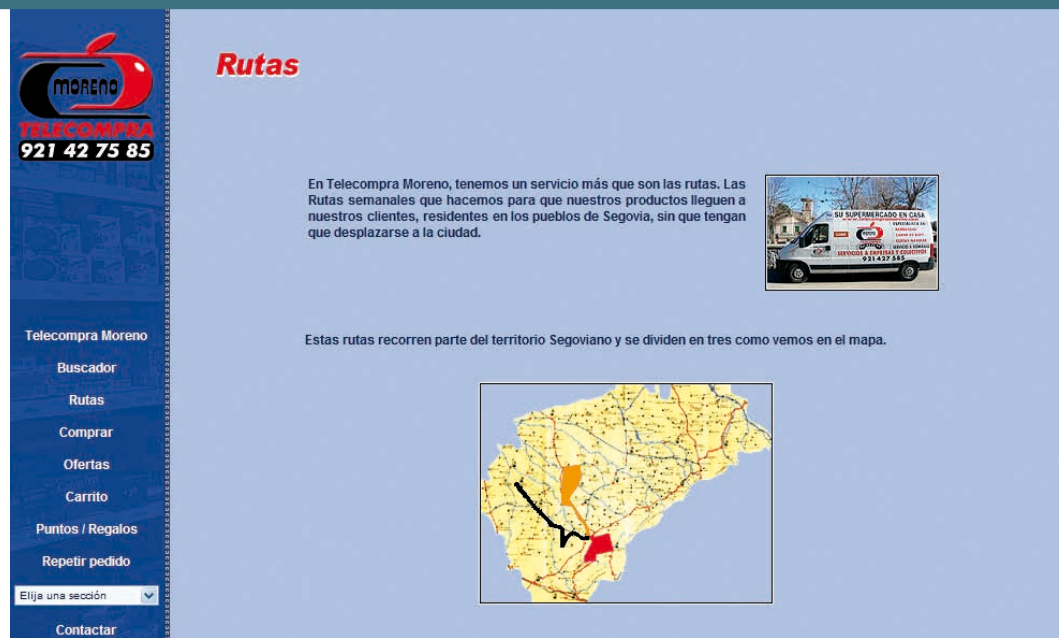 MORENO
TELECOMPRA
921 42 75 85
Rutas
En Telecompra Moreno, tenemos un servicio más que son las rutas. Las
Rutas semanales que hacemos para que nuestros productos lleguen a
nuestros clientes, residentes en los pueblos de Segovia, sin que tengan
que desplazarse a la ciudad.
SU SUPERMERCADO EN CASA
SERVICIOS A EMPRESAS Y COLECTIVOS
921 427 585
Estas rutas recorren parte del territorio Segoviano y se dividen en tres como vemos en el mapa.
Telecompra Moreno
Buscador
Rutas
Comprar
Ofertas
Carrito
Puntos / Regalos
Repetir pedido
Elija una sección
Contactar